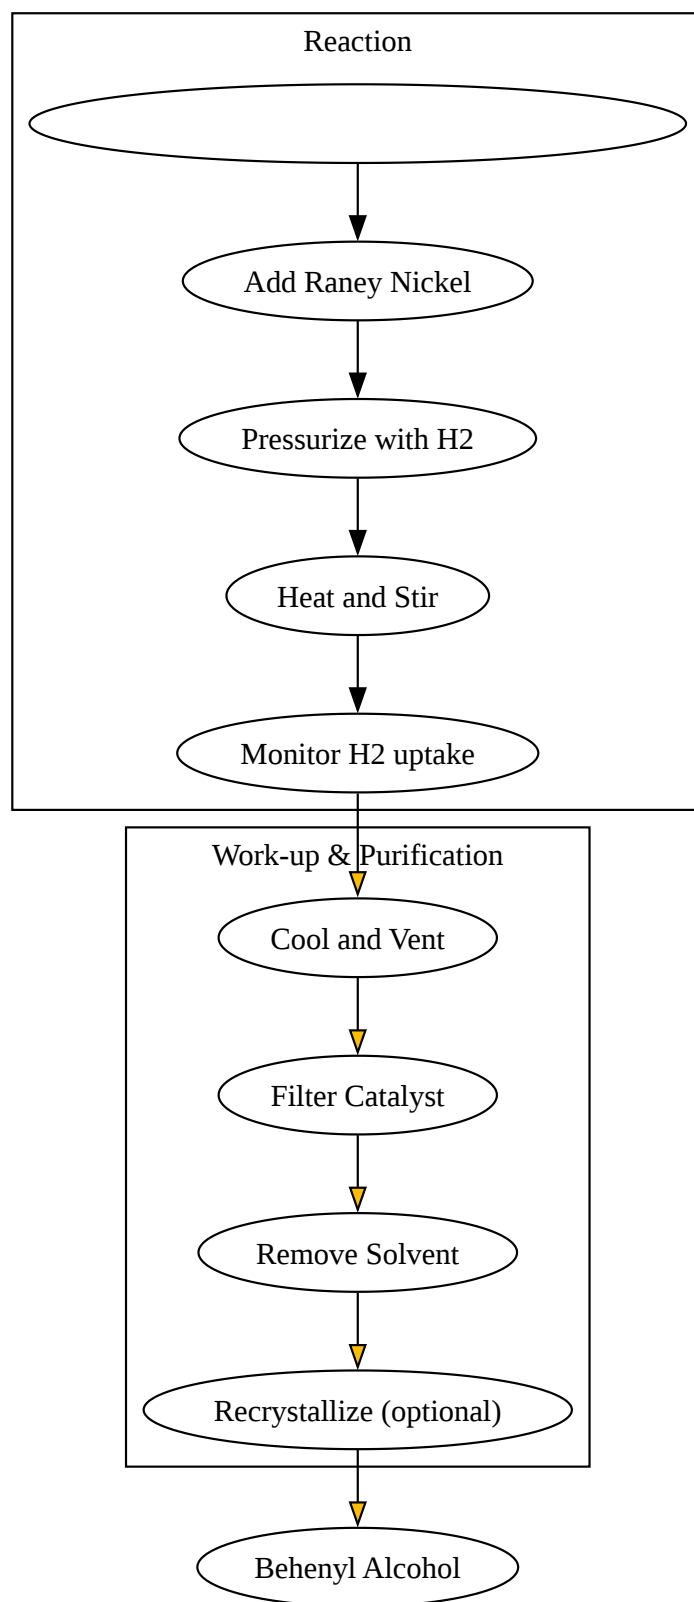 Reaction
Add Raney Nickel
Pressurize with H2
Heat and Stir
Monitor H2 uptake
Work-up & Purification
Cool and Vent
Filter Catalyst
Remove Solvent
Recrystallize (optional)
Behenyl Alcohol